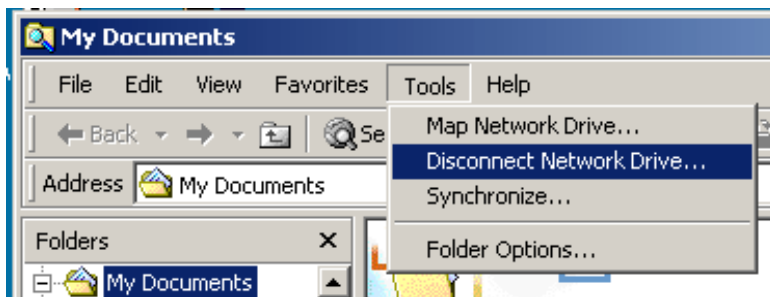 My Documents
File Edit View Favorites Tools Help
Back Se
Map Network Drive...
Disconnect Network Drive...
Address My Documents
Synchronize...
Folders
Folder Options...
My Documents